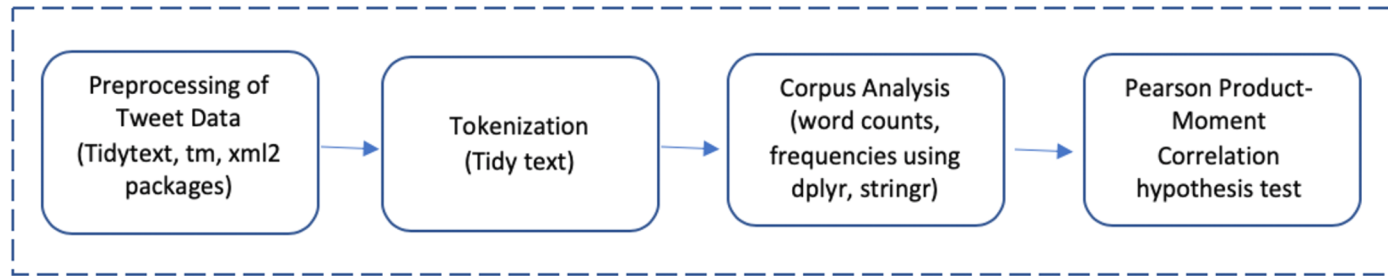 Preprocessing of
Tweet Data
(Tidytext, tm, xml2
packages)
Tokenization
(Tidy text)
Corpus Analysis
(word counts,
frequencies using
dplyr, stringr)
Pearson Product-
Moment
Correlation
hypothesis test